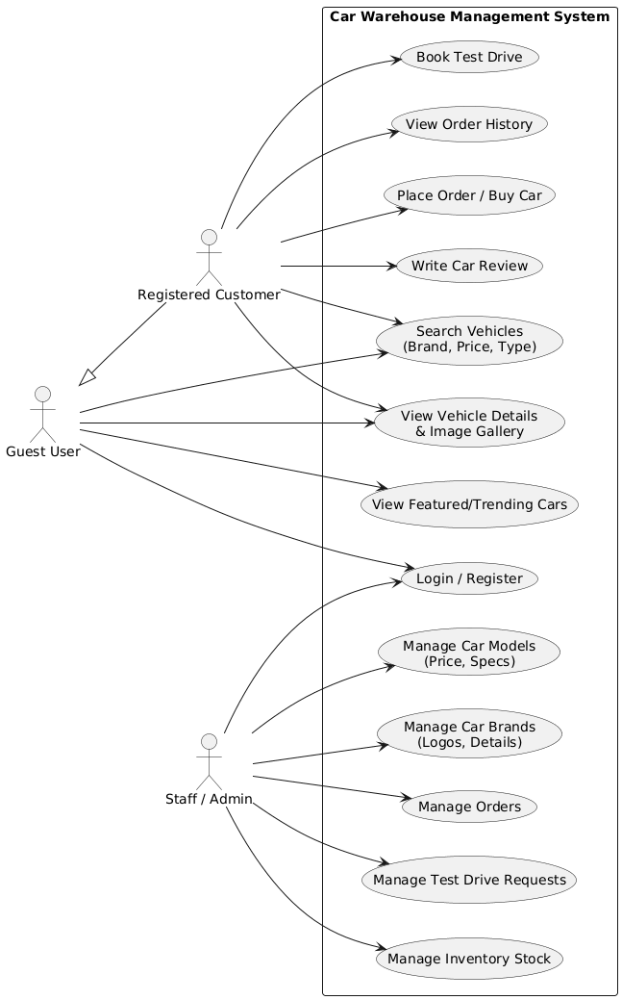 Car Warehouse Management System
Book Test Drive
View Order History
Place Order / Buy Car
Write Car Review
Registered Customer
Search Vehicles
(Brand, Price, Type)
View Vehicle Details
& Image Gallery
Guest User
View Featured/Trending Cars
Login / Register
Manage Car Models
(Price, Specs)
Manage Car Brands
(Logos, Details)
Staff / Admin
Manage Orders
Manage Test Drive Requests
Manage Inventory Stock